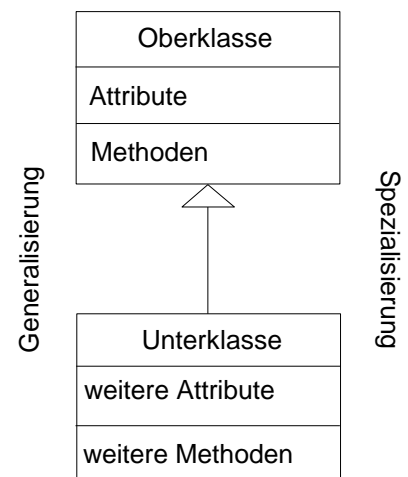 Oberklasse
Attribute
Methoden
Generalisierung
Spezialisierung
Unterklasse
weitere Attribute
weitere Methoden